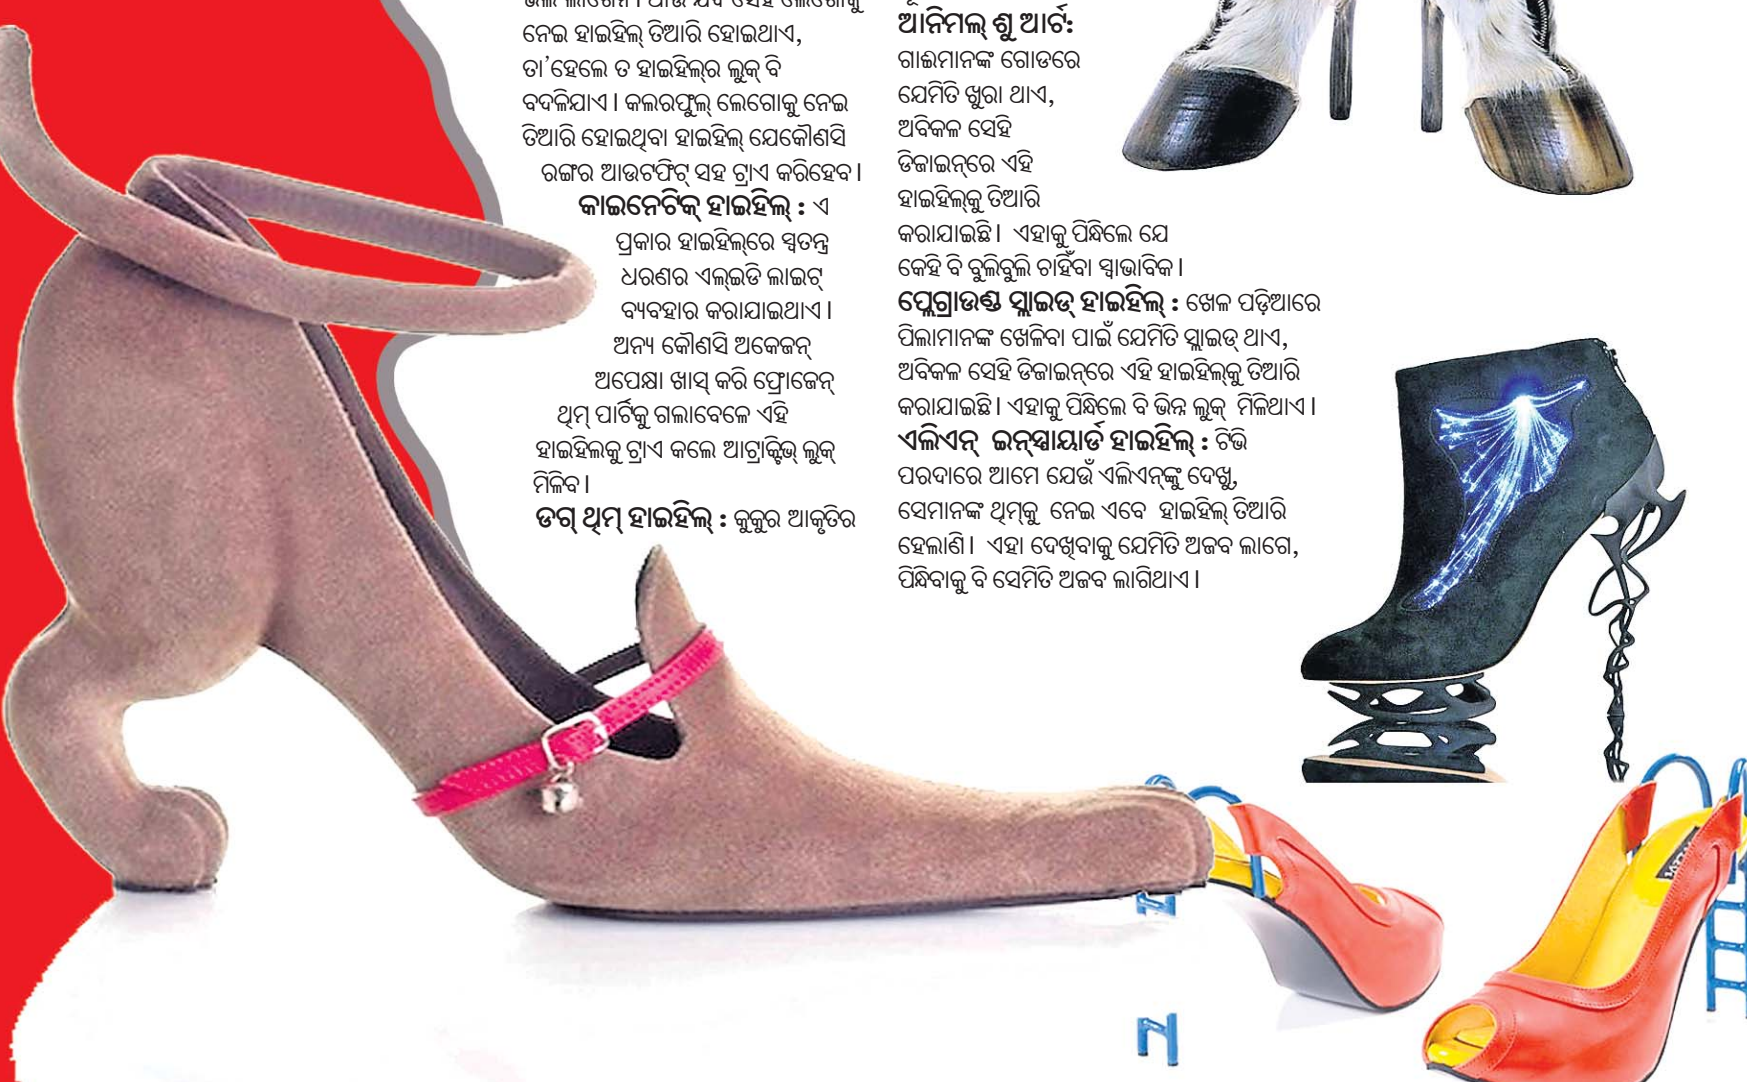 ନେଇ ହାଇହିଲ୍ ତିଆରି ହୋଇଥାଏ,
ତା'ହେଲେ ତ ହାଇହିଲ୍‌ର ଲୁକ୍ ବି
ବଦଳିଯାଏ । କଲରଫୁଲ୍ ଲେଗୋକୁ ନେଇ
ତିଆରି ହୋଇଥିବା ହାଇହିଲ୍ ଯେକୌଣସି
ରଙ୍ଗର ଆଉଟଫିଟ୍ ସହ ଟ୍ରାଏ କରିହେବ ।
କାଇନେଟିକ୍ ହାଇହିଲ୍ : ଏ
ପ୍ରକାର ହାଇହିଲ୍‌ରେ ସ୍ୱତନ୍ତ୍ର
ଧରଣର ଏଲ୍‌ଇଡି ଲାଇଟ୍
ବ୍ୟବହାର କରାଯାଇଥାଏ ।
ଅନ୍ୟ କୌଣସି ଅକେଜନ୍
ଅପେକ୍ଷା ଖାସ୍ କରି ଫ୍ରୋଜେନ୍
ଥିମ୍ ପାର୍ଟିକୁ ଗଲାବେଳେ ଏହି
ହାଇହିଲକୁ ଟ୍ରାଏ କଲେ ଆଟ୍ରାକ୍ଟିଭ୍ ଲୁକ୍
ମିଳିବ ।
ଡଗ୍ ଥିମ୍ ହାଇହିଲ୍ : କୁକୁର ଆକୃତିର
ଆନିମଲ୍ ଶୁ ଆର୍ଟ:
ଗାଈମାନଙ୍କ ଗୋଡରେ
ଯେମିତି ଖୁରା ଥାଏ,
ଅବିକଳ ସେହି
ଡିଜାଇନ୍‌ରେ ଏହି
ହାଇହିଲ୍‌କୁ ତିଆରି
କରାଯାଇଛି । ଏହାକୁ ପିନ୍ଧିଲେ ଯେ
କେହି ବି ବୁଲିବୁଲି ଚାହିଁବା ସ୍ୱାଭାବିକ ।
ପ୍ଲେଗ୍ରାଉଣ୍ଡ ସ୍ଲାଇଡ୍ ହାଇହିଲ୍ : ଖେଳ ପଡ଼ିଆରେ
ପିଲାମାନଙ୍କ ଖେଳିବା ପାଇଁ ଯେମିତି ସ୍ଲାଇଡ୍ ଥାଏ,
ଅବିକଳ ସେହି ଡିଜାଇନ୍‌ରେ ଏହି ହାଇହିଲ୍‌କୁ ତିଆରି
କରାଯାଇଛି । ଏହାକୁ ପିନ୍ଧିଲେ ବି ଭିନ୍ନ ଲୁକ୍ ମିଳିଥାଏ ।
ଏଲିଏନ୍ ଇନ୍‌ସ୍ପାୟାର୍ଡ ହାଇହିଲ୍ : ଟିଭି
ପରଦାରେ ଆମେ ଯେଉଁ ଏଲିଏନ୍‌ଙ୍କୁ ଦେଖୁ,
ସେମାନଙ୍କ ଥିମ୍‌କୁ ନେଇ ଏବେ ହାଇହିଲ୍ ତିଆରି
ହେଲାଣି । ଏହା ଦେଖିବାକୁ ଯେମିତି ଅଜବ ଲାଗେ,
ପିନ୍ଧିବାକୁ ବି ସେମିତି ଅଜବ ଲାଗିଥାଏ ।